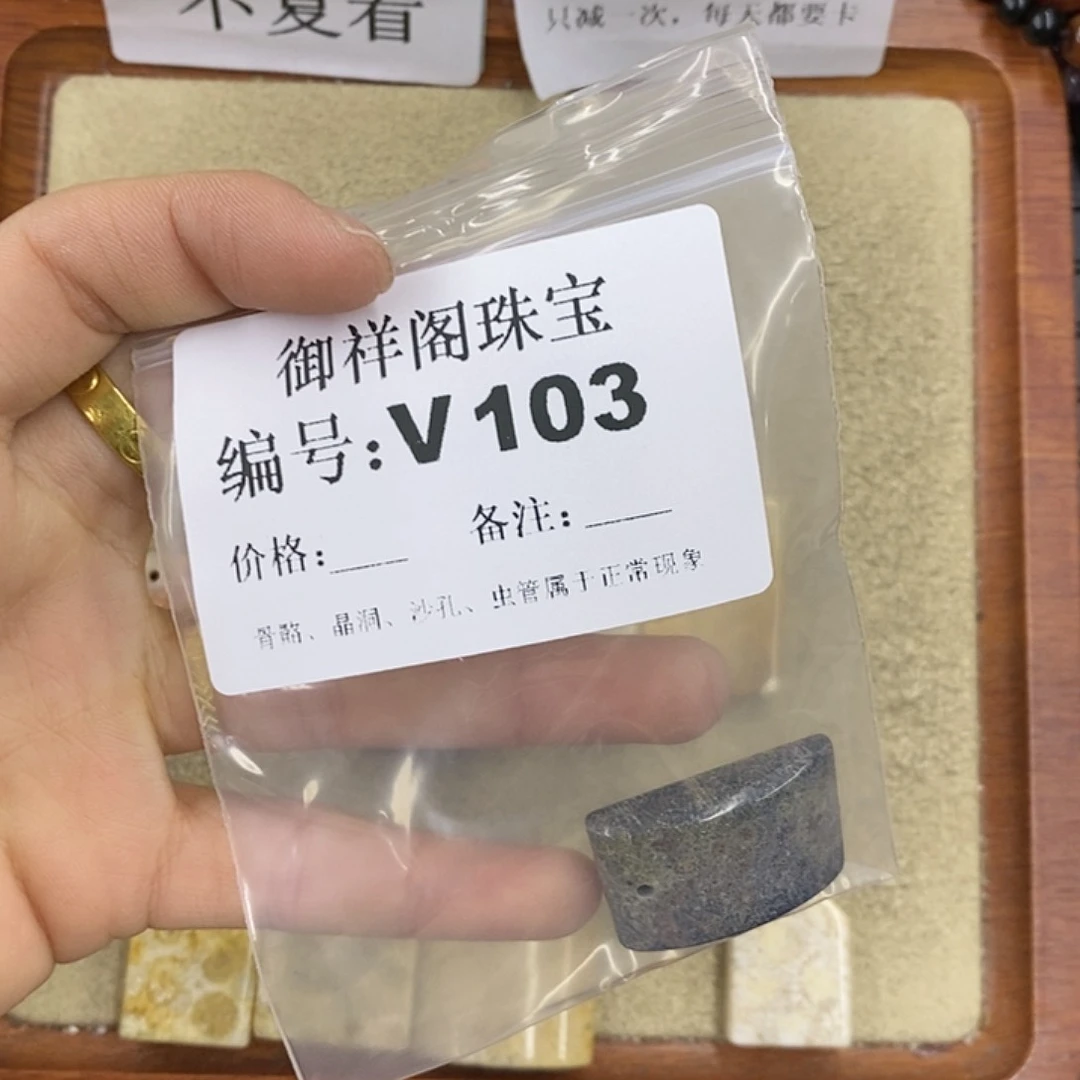 不复看
只减一次，每天都要卡
御祥阁珠宝
编号:V103
价格:___ 备注:____
骨骼、晶洞、沙孔、虫管属于正常现象